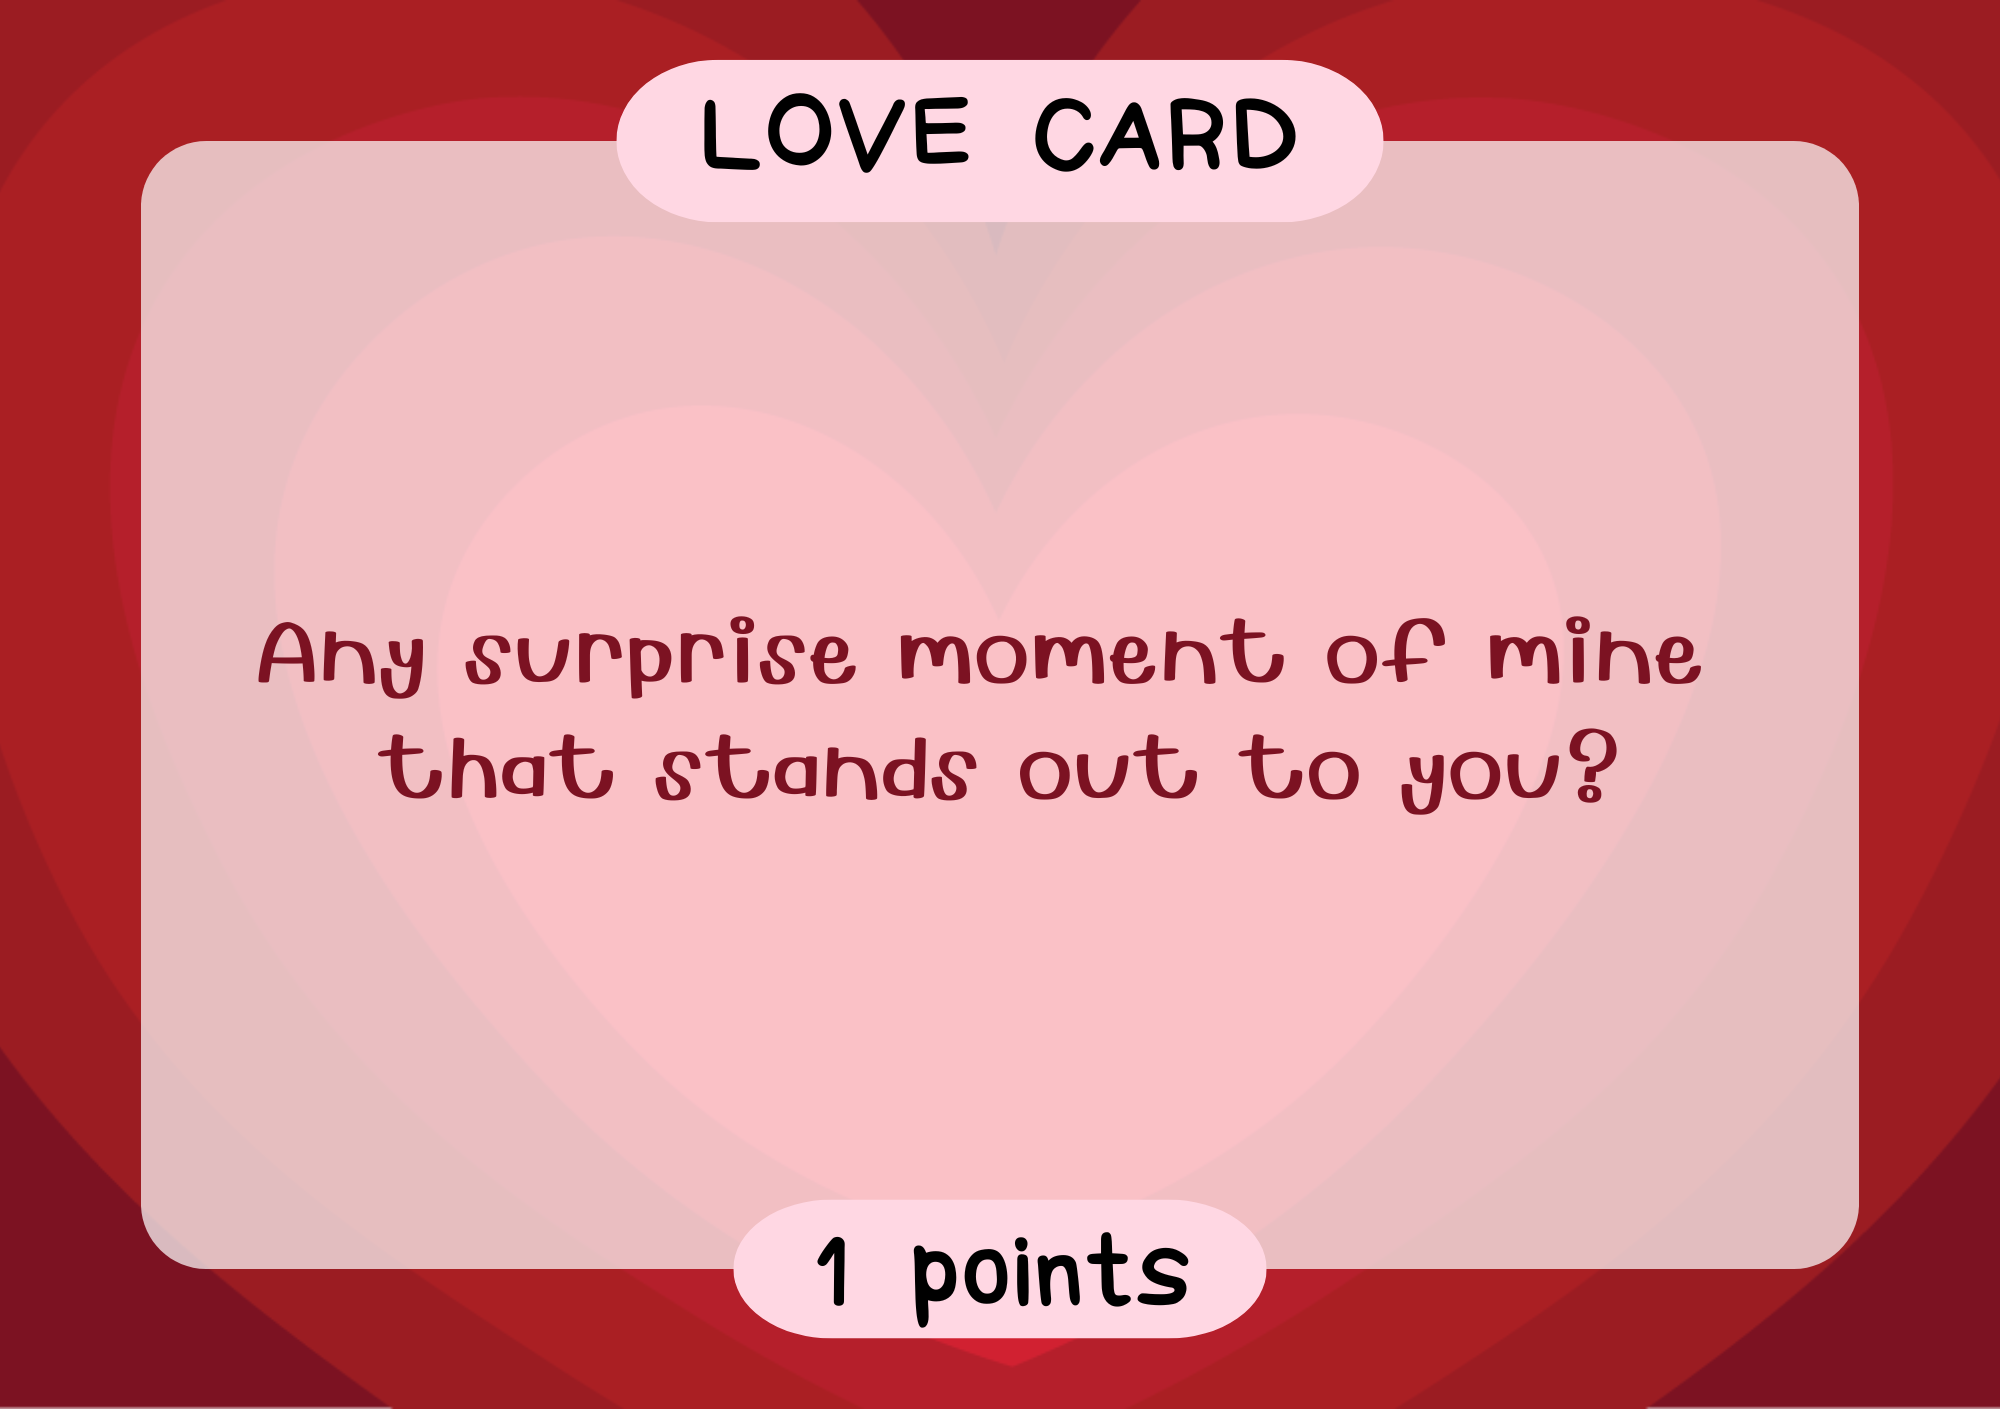 LOVE CARD
Any surprise moment of mine
that stands out to you?
1 points